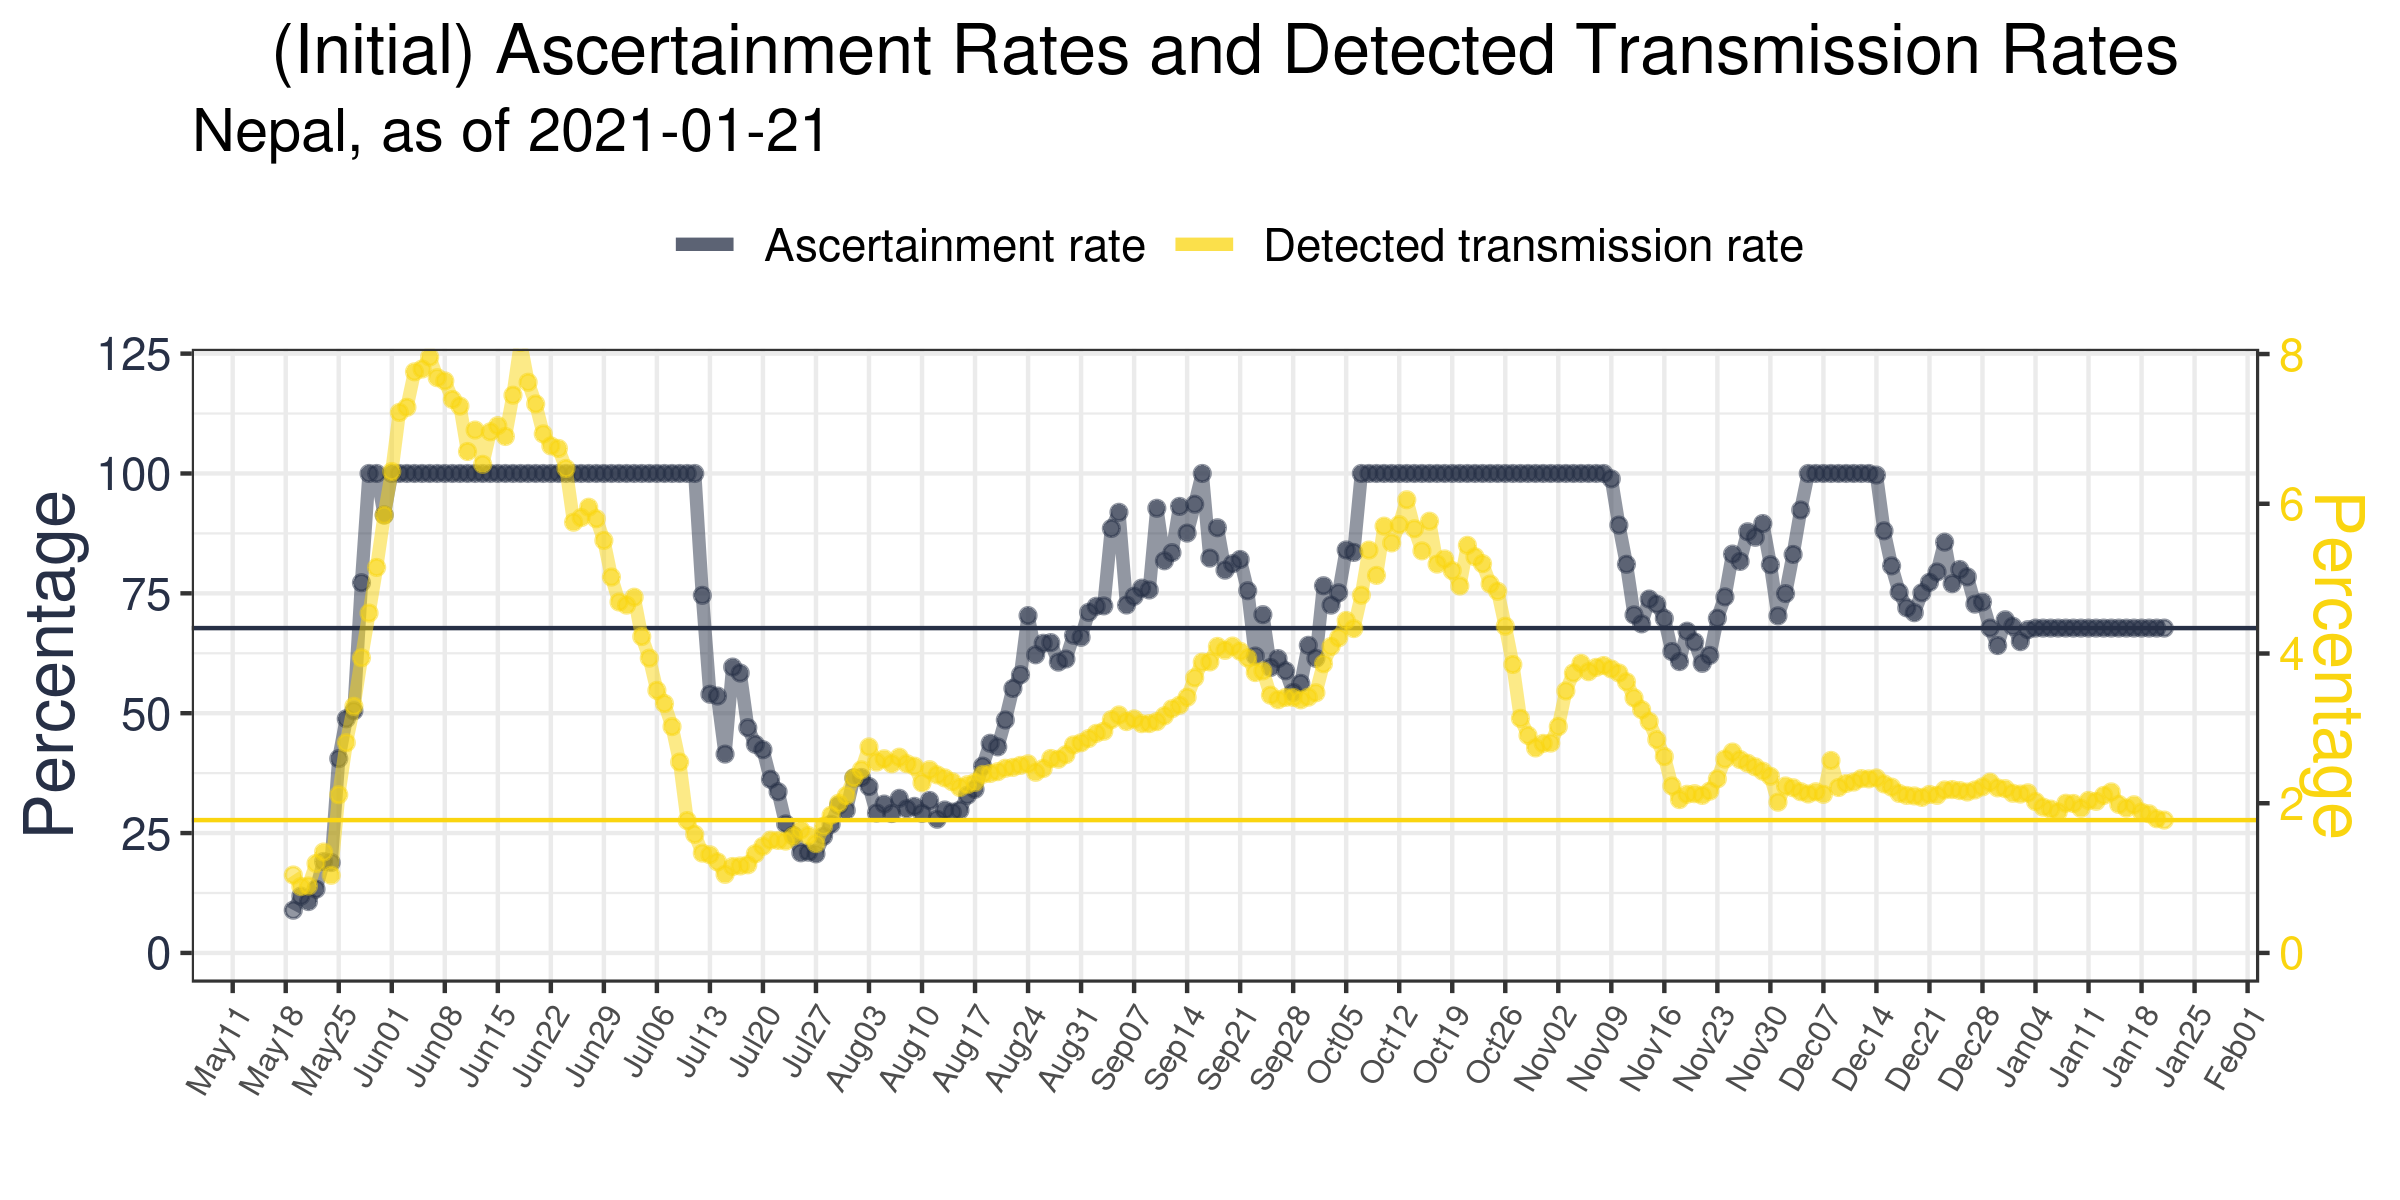 (Initial) Ascertainment Rates and Detected Transmission Rates
Nepal, as of 2021-01-21
Ascertainment rate
Detected transmission rate
Percentage
125
100
75
50
25
0
8
6
4
2
0
Percentage
May11
May18
May25
Jun01
Jun08
Jun15
Jun22
Jun29
Jul06
Jul13
Jul20
Jul27
Aug03
Aug10
Aug17
Aug24
Aug31
Sep07
Sep14
Sep21
Sep28
Oct05
Oct12
Oct19
Oct26
Nov02
Nov09
Nov16
Nov23
Nov30
Dec07
Dec14
Dec21
Dec28
Jan04
Jan11
Jan18
Jan25
Feb01